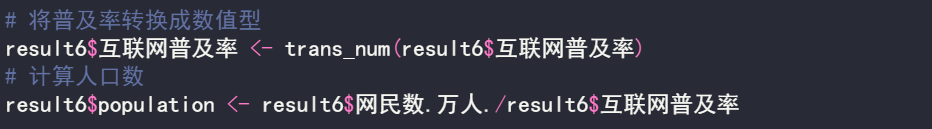 # 将普及率转换成数值型
result6$互联网普及率 <- trans_num(result6$互联网普及率)
# 计算人口数
result6$population <- result6$网民数.万人./result6$互联网普及率